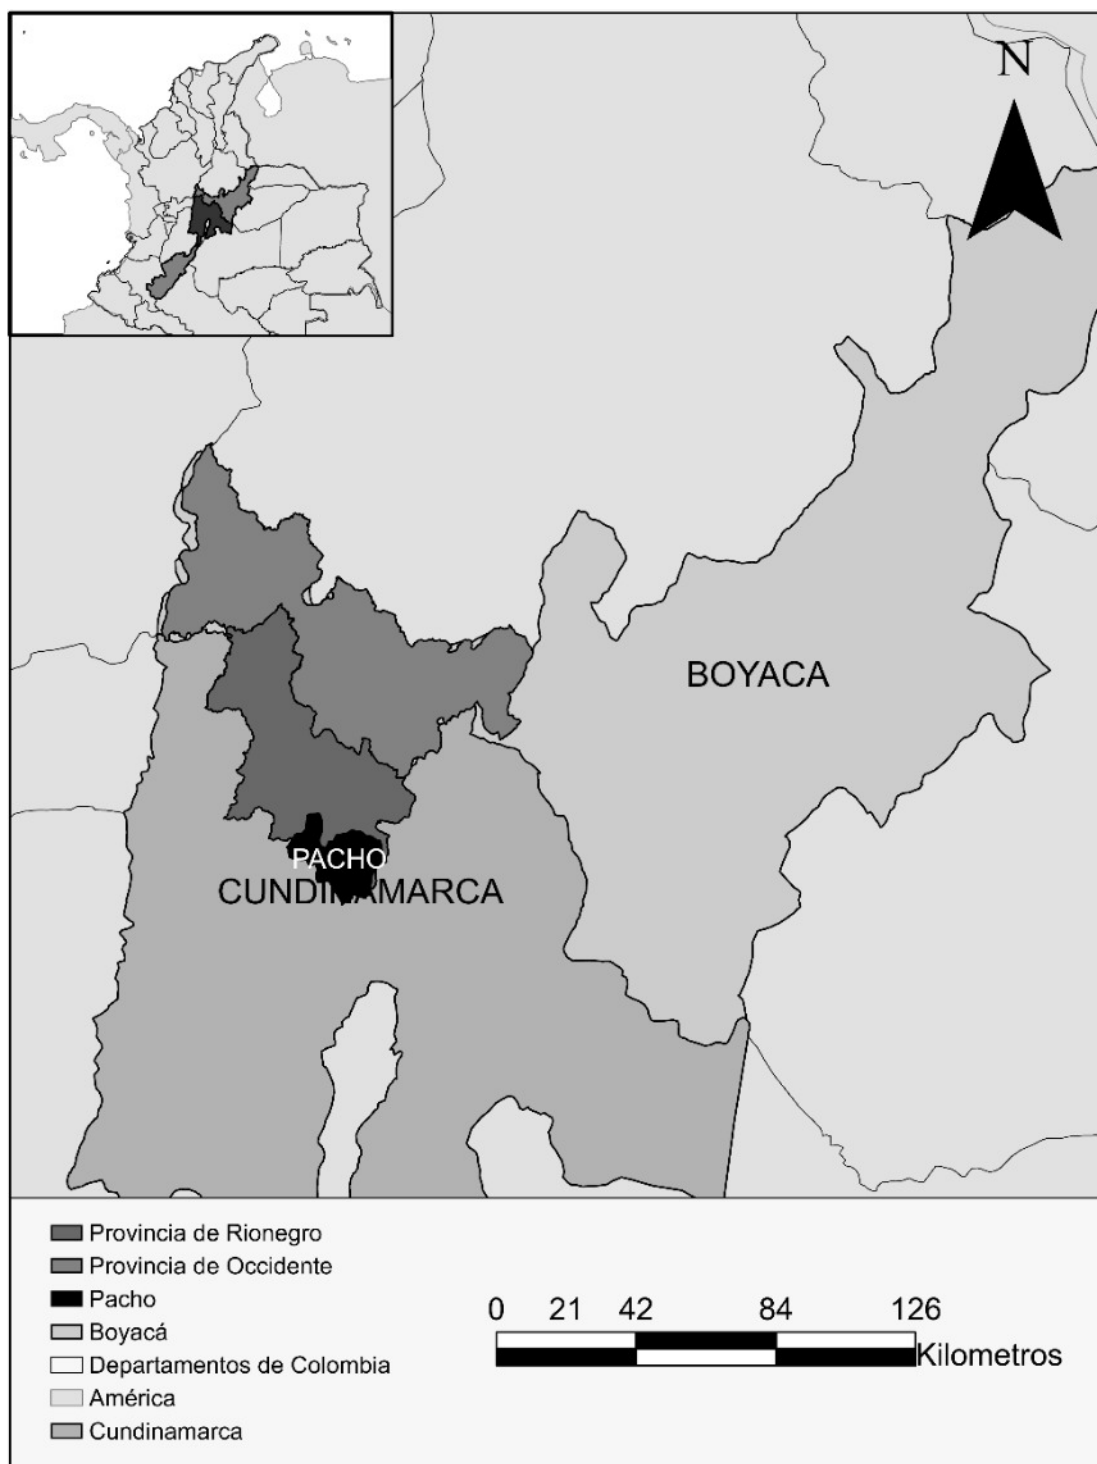 N
BOYACA
PACHO
CUNDINAMARCA
Provincia de Rionegro
Provincia de Occidente
Pacho
Boyacá
Departamentos de Colombia
América
Cundinamarca
0 21 42 84 126
Kilometros